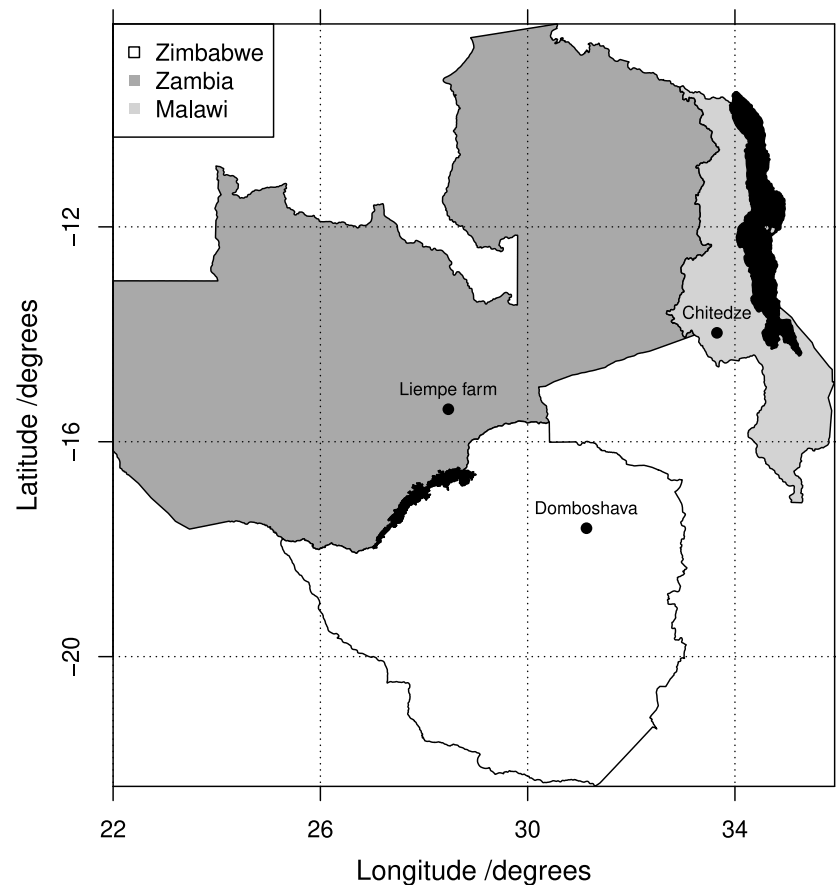 Zimbabwe
Zambia
Malawi
Chitedze
Liempe farm
Domboshava
−12
−16
−20
Latitude /degrees
22 26 30 34
Longitude /degrees